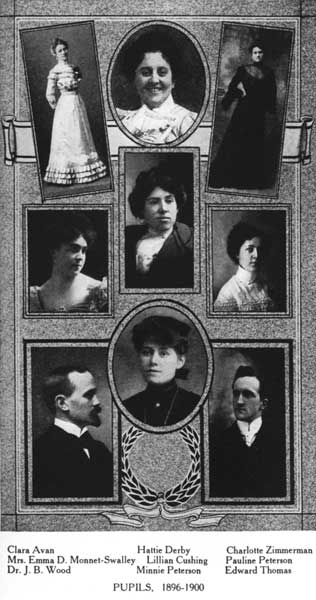 Clara Avan Hattie Derby Charlotte Zimmerman
Mrs. Emma D. Monnet-Swalley Lillian Cushing Pauline Peterson
Dr. J. B. Wood Minnie Peterson Edward Thomas
PUPILS, 1896-1900